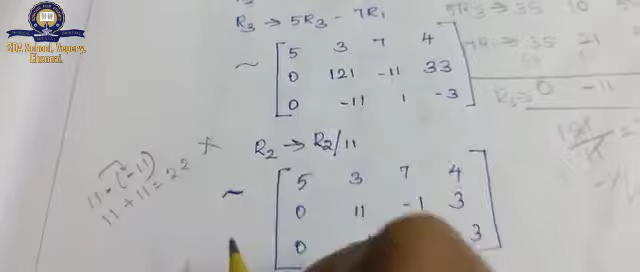 SDA School, Vepery,
Chennai.
R₃ → 5R₃ - 7R₁
5R₃ → 35 10
35 21
R₃ → 0 -11
~ [ 5 3 7 4
0 121 -11 33
0 -11 1 -3 ]
R₂ → R₂/11
11 - (-11)
11 + 11 = 22
~ [ 5 3 7 4
0 11 -1 3
0 3 ]